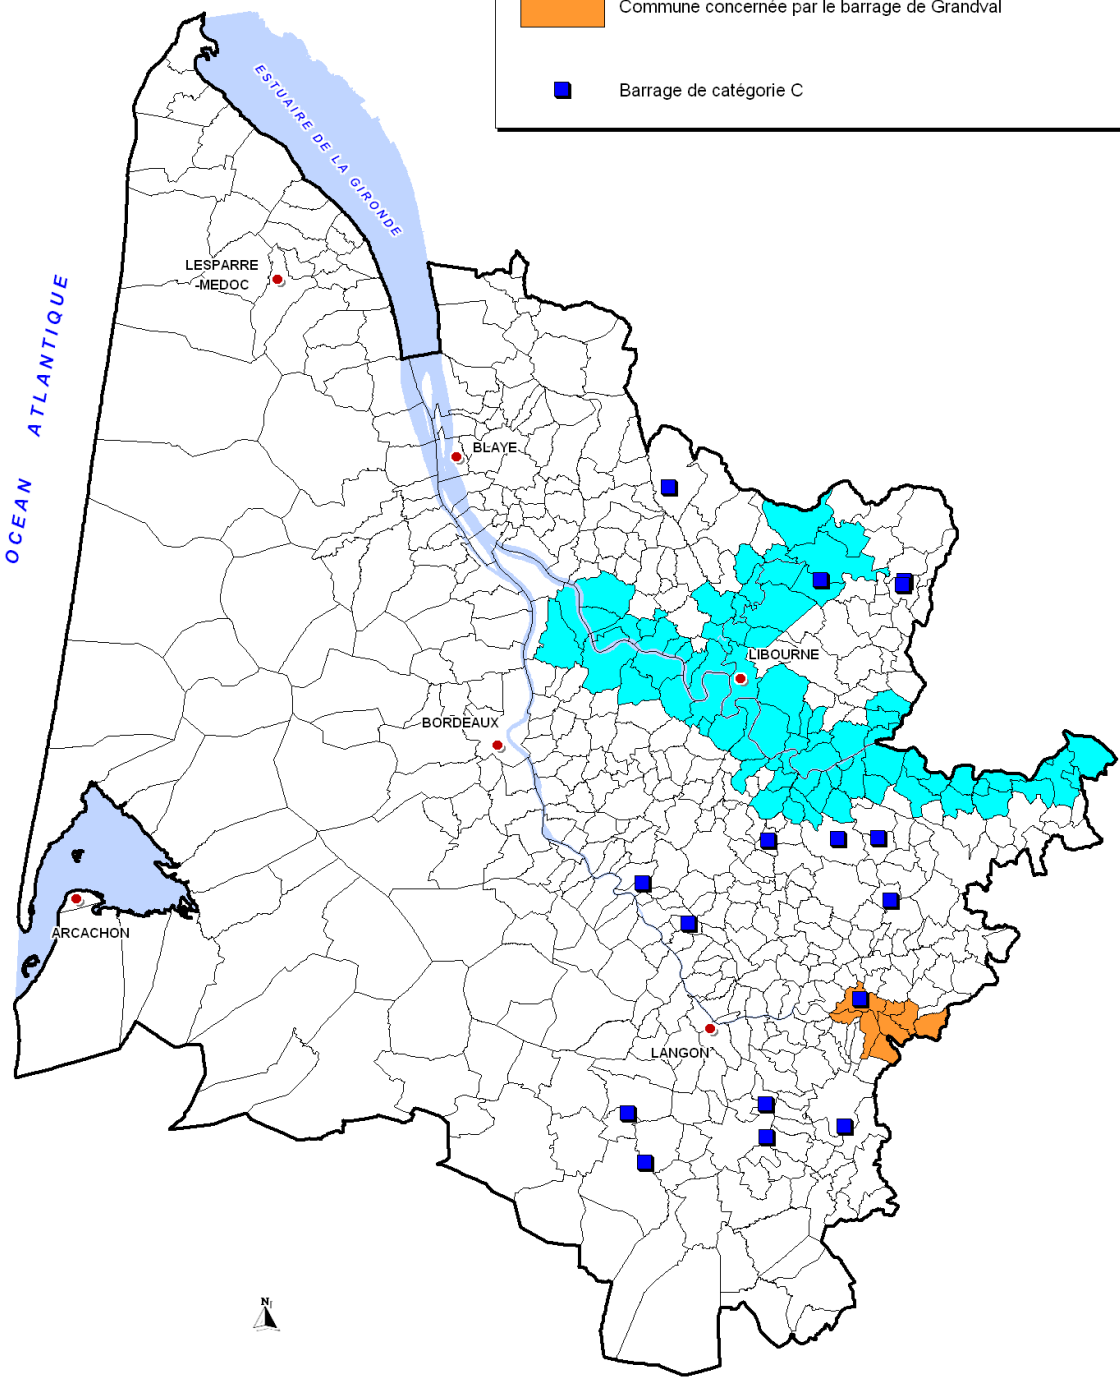 Commune concernée par le barrage de Grandval
Barrage de catégorie C
ESTUAIRE DE LA GIRONDE
LESPARRE
-MEDOC
OCEAN ATLANTIQUE
BLAYE
LIBOURNE
BORDEAUX
ARCACHON
LANGON
N